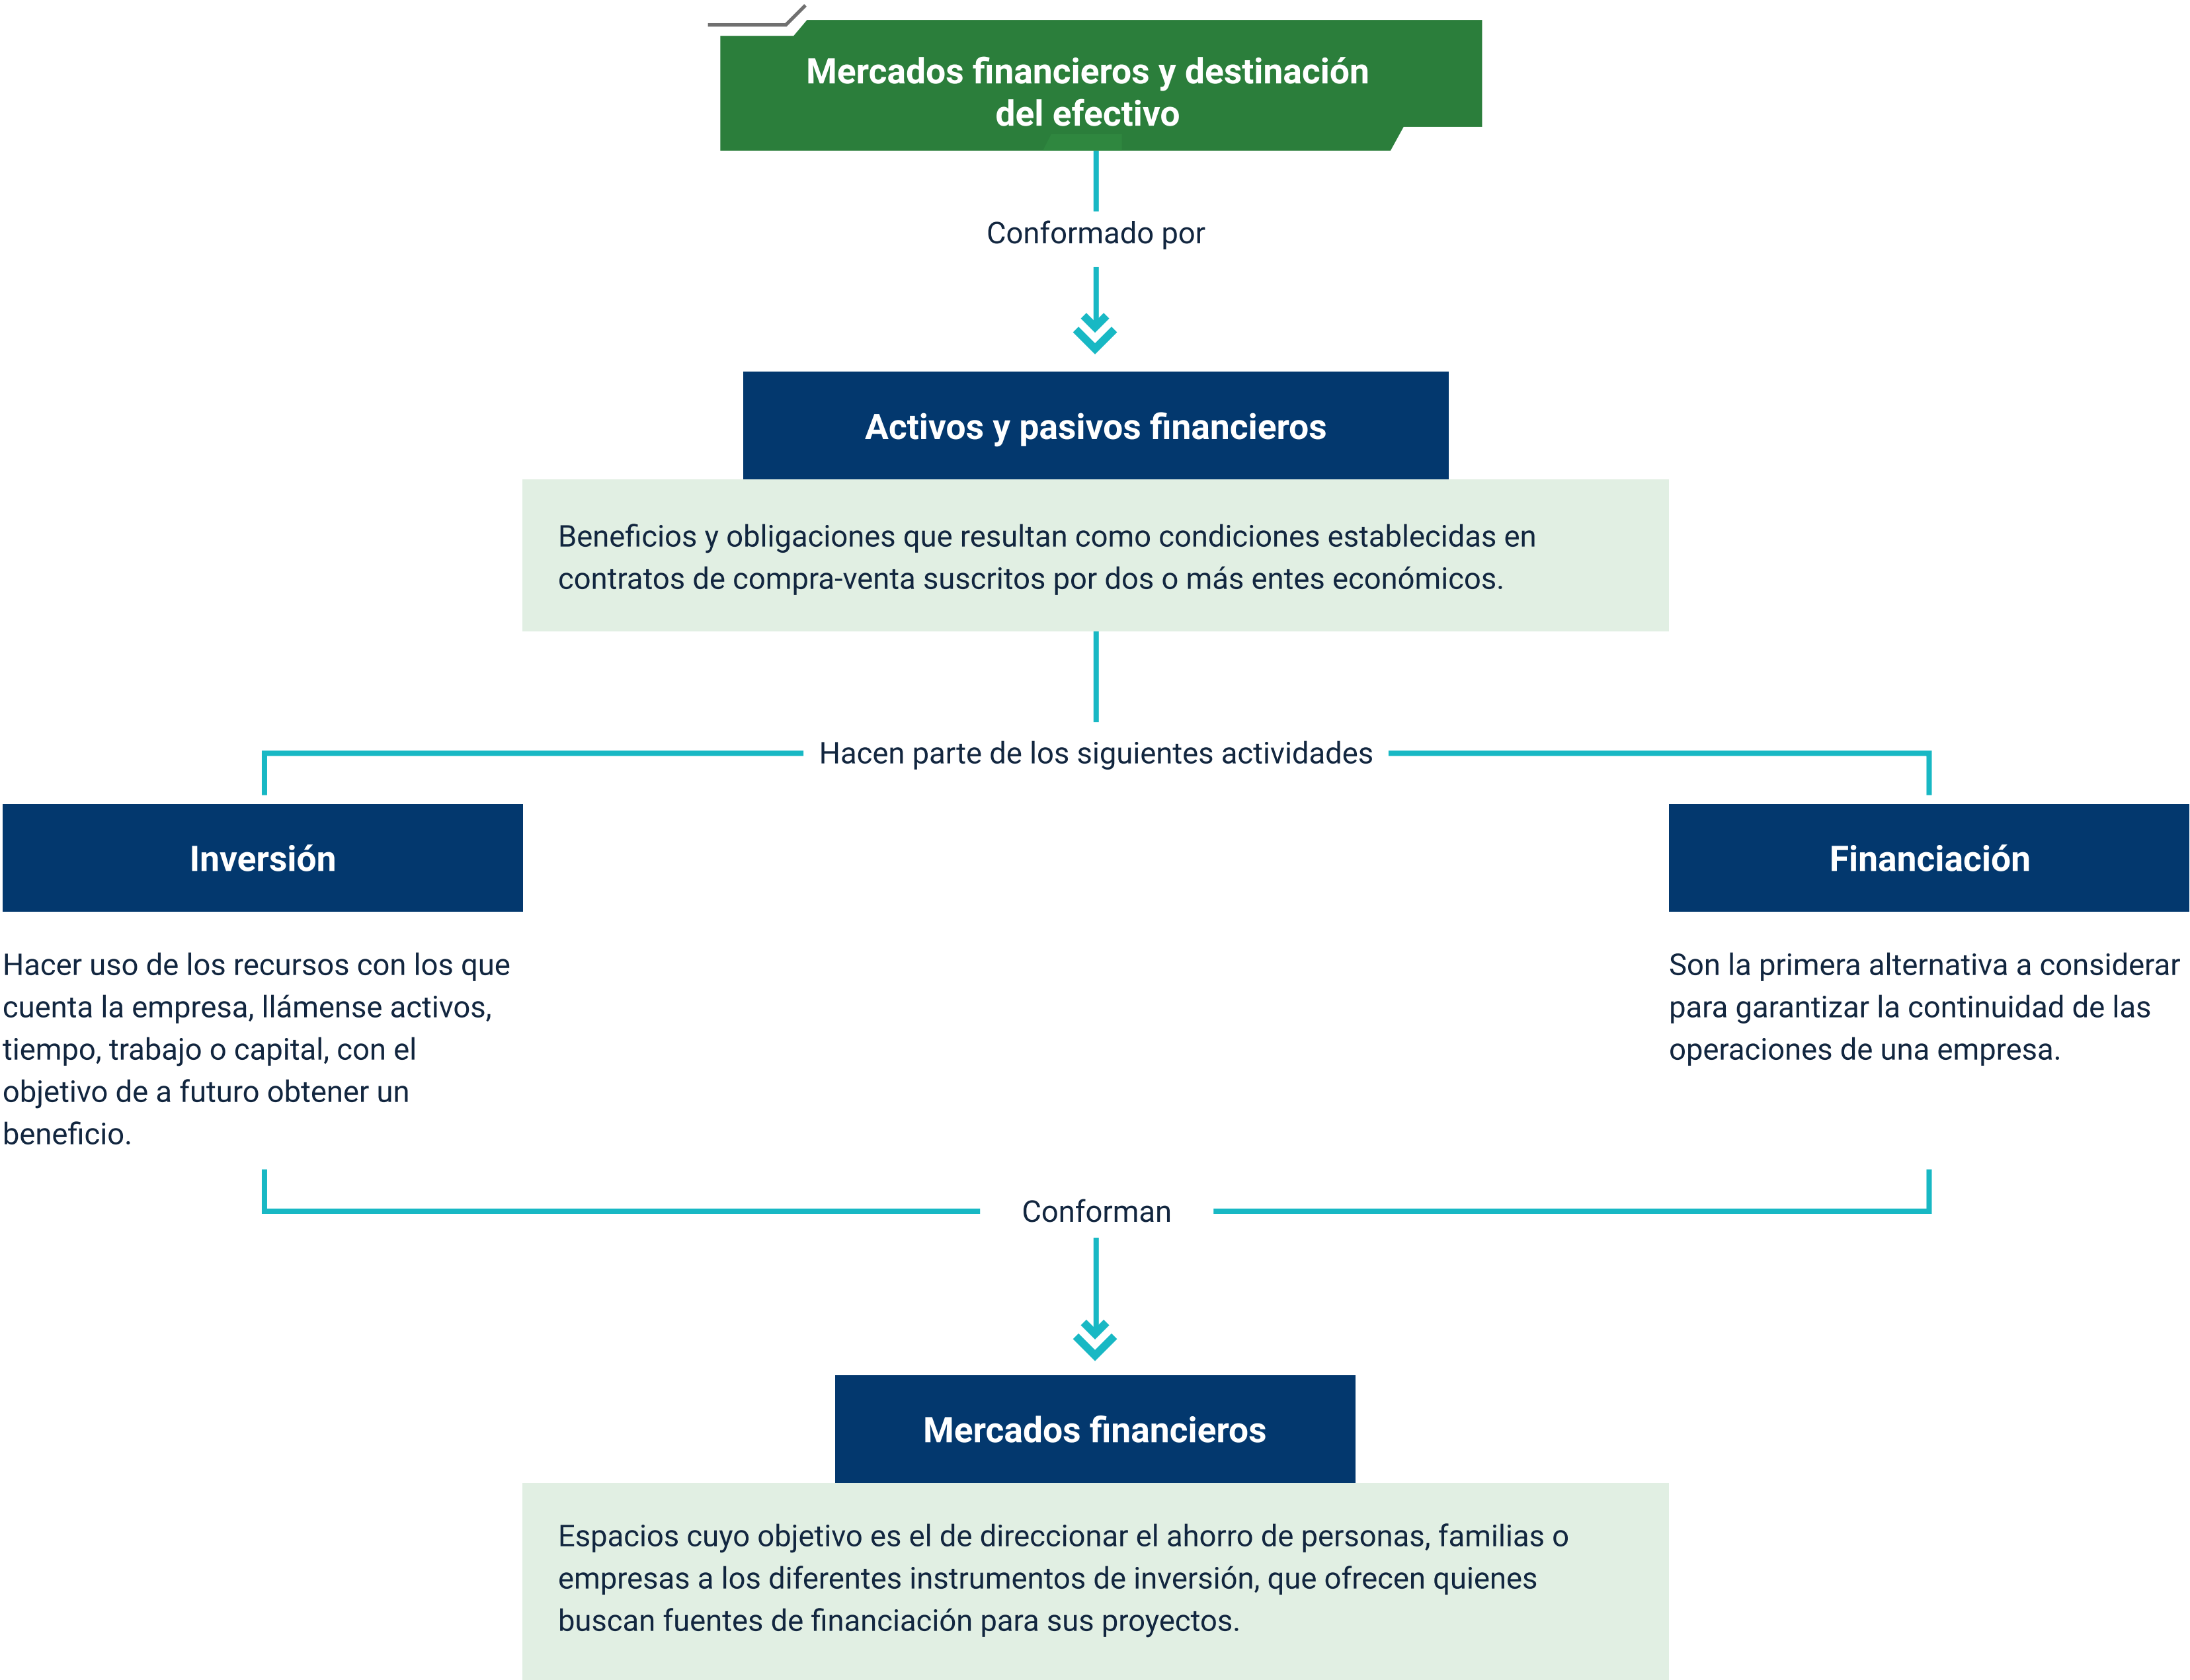 Mercados financieros y destinación
del efectivo
Conformado por
Activos y pasivos financieros
Beneficios y obligaciones que resultan como condiciones establecidas en
contratos de compra-venta suscritos por dos o más entes económicos.
Hacen parte de los siguientes actividades
Inversión
Hacer uso de los recursos con los que
cuenta la empresa, llámense activos,
tiempo, trabajo o capital, con el
objetivo de a futuro obtener un
beneficio.
Financiación
Son la primera alternativa a considerar
para garantizar la continuidad de las
operaciones de una empresa.
Conforman
Mercados financieros
Espacios cuyo objetivo es el de direccionar el ahorro de personas, familias o
empresas a los diferentes instrumentos de inversión, que ofrecen quienes
buscan fuentes de financiación para sus proyectos.